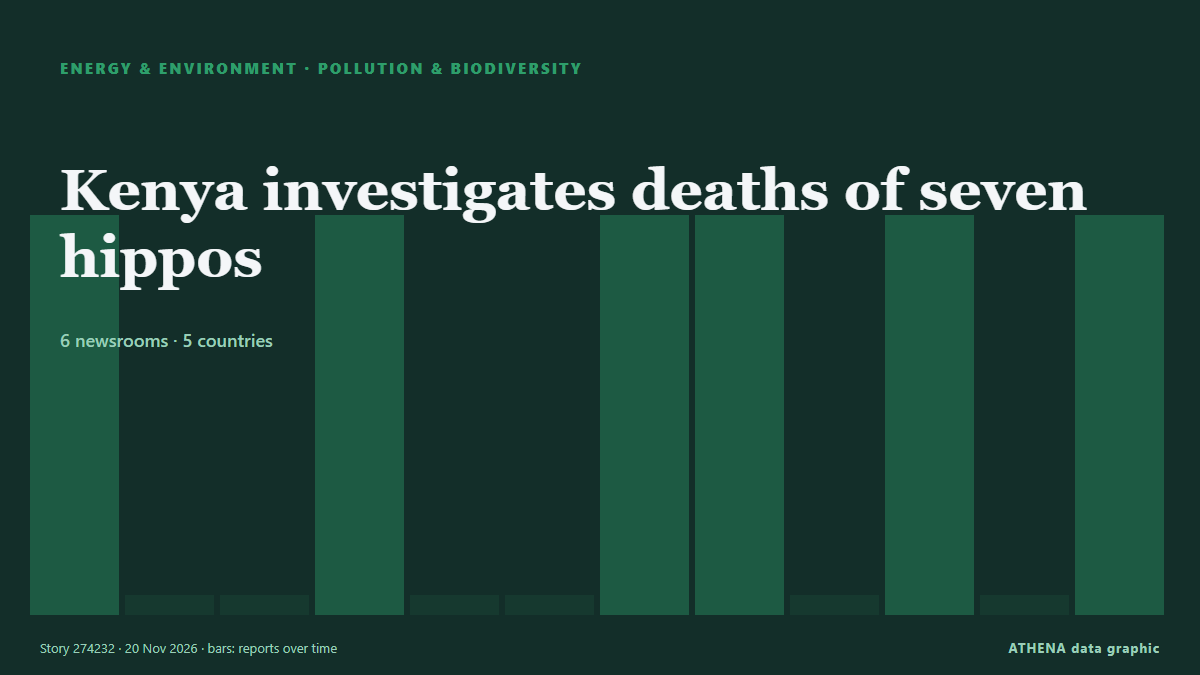 ENERGY & ENVIRONMENT · POLLUTION & BIODIVERSITY
Kenya investigates deaths of seven
hippos
6 newsrooms · 5 countries
Story 274232 · 20 Nov 2026 · bars: reports over time
ATHENA data graphic